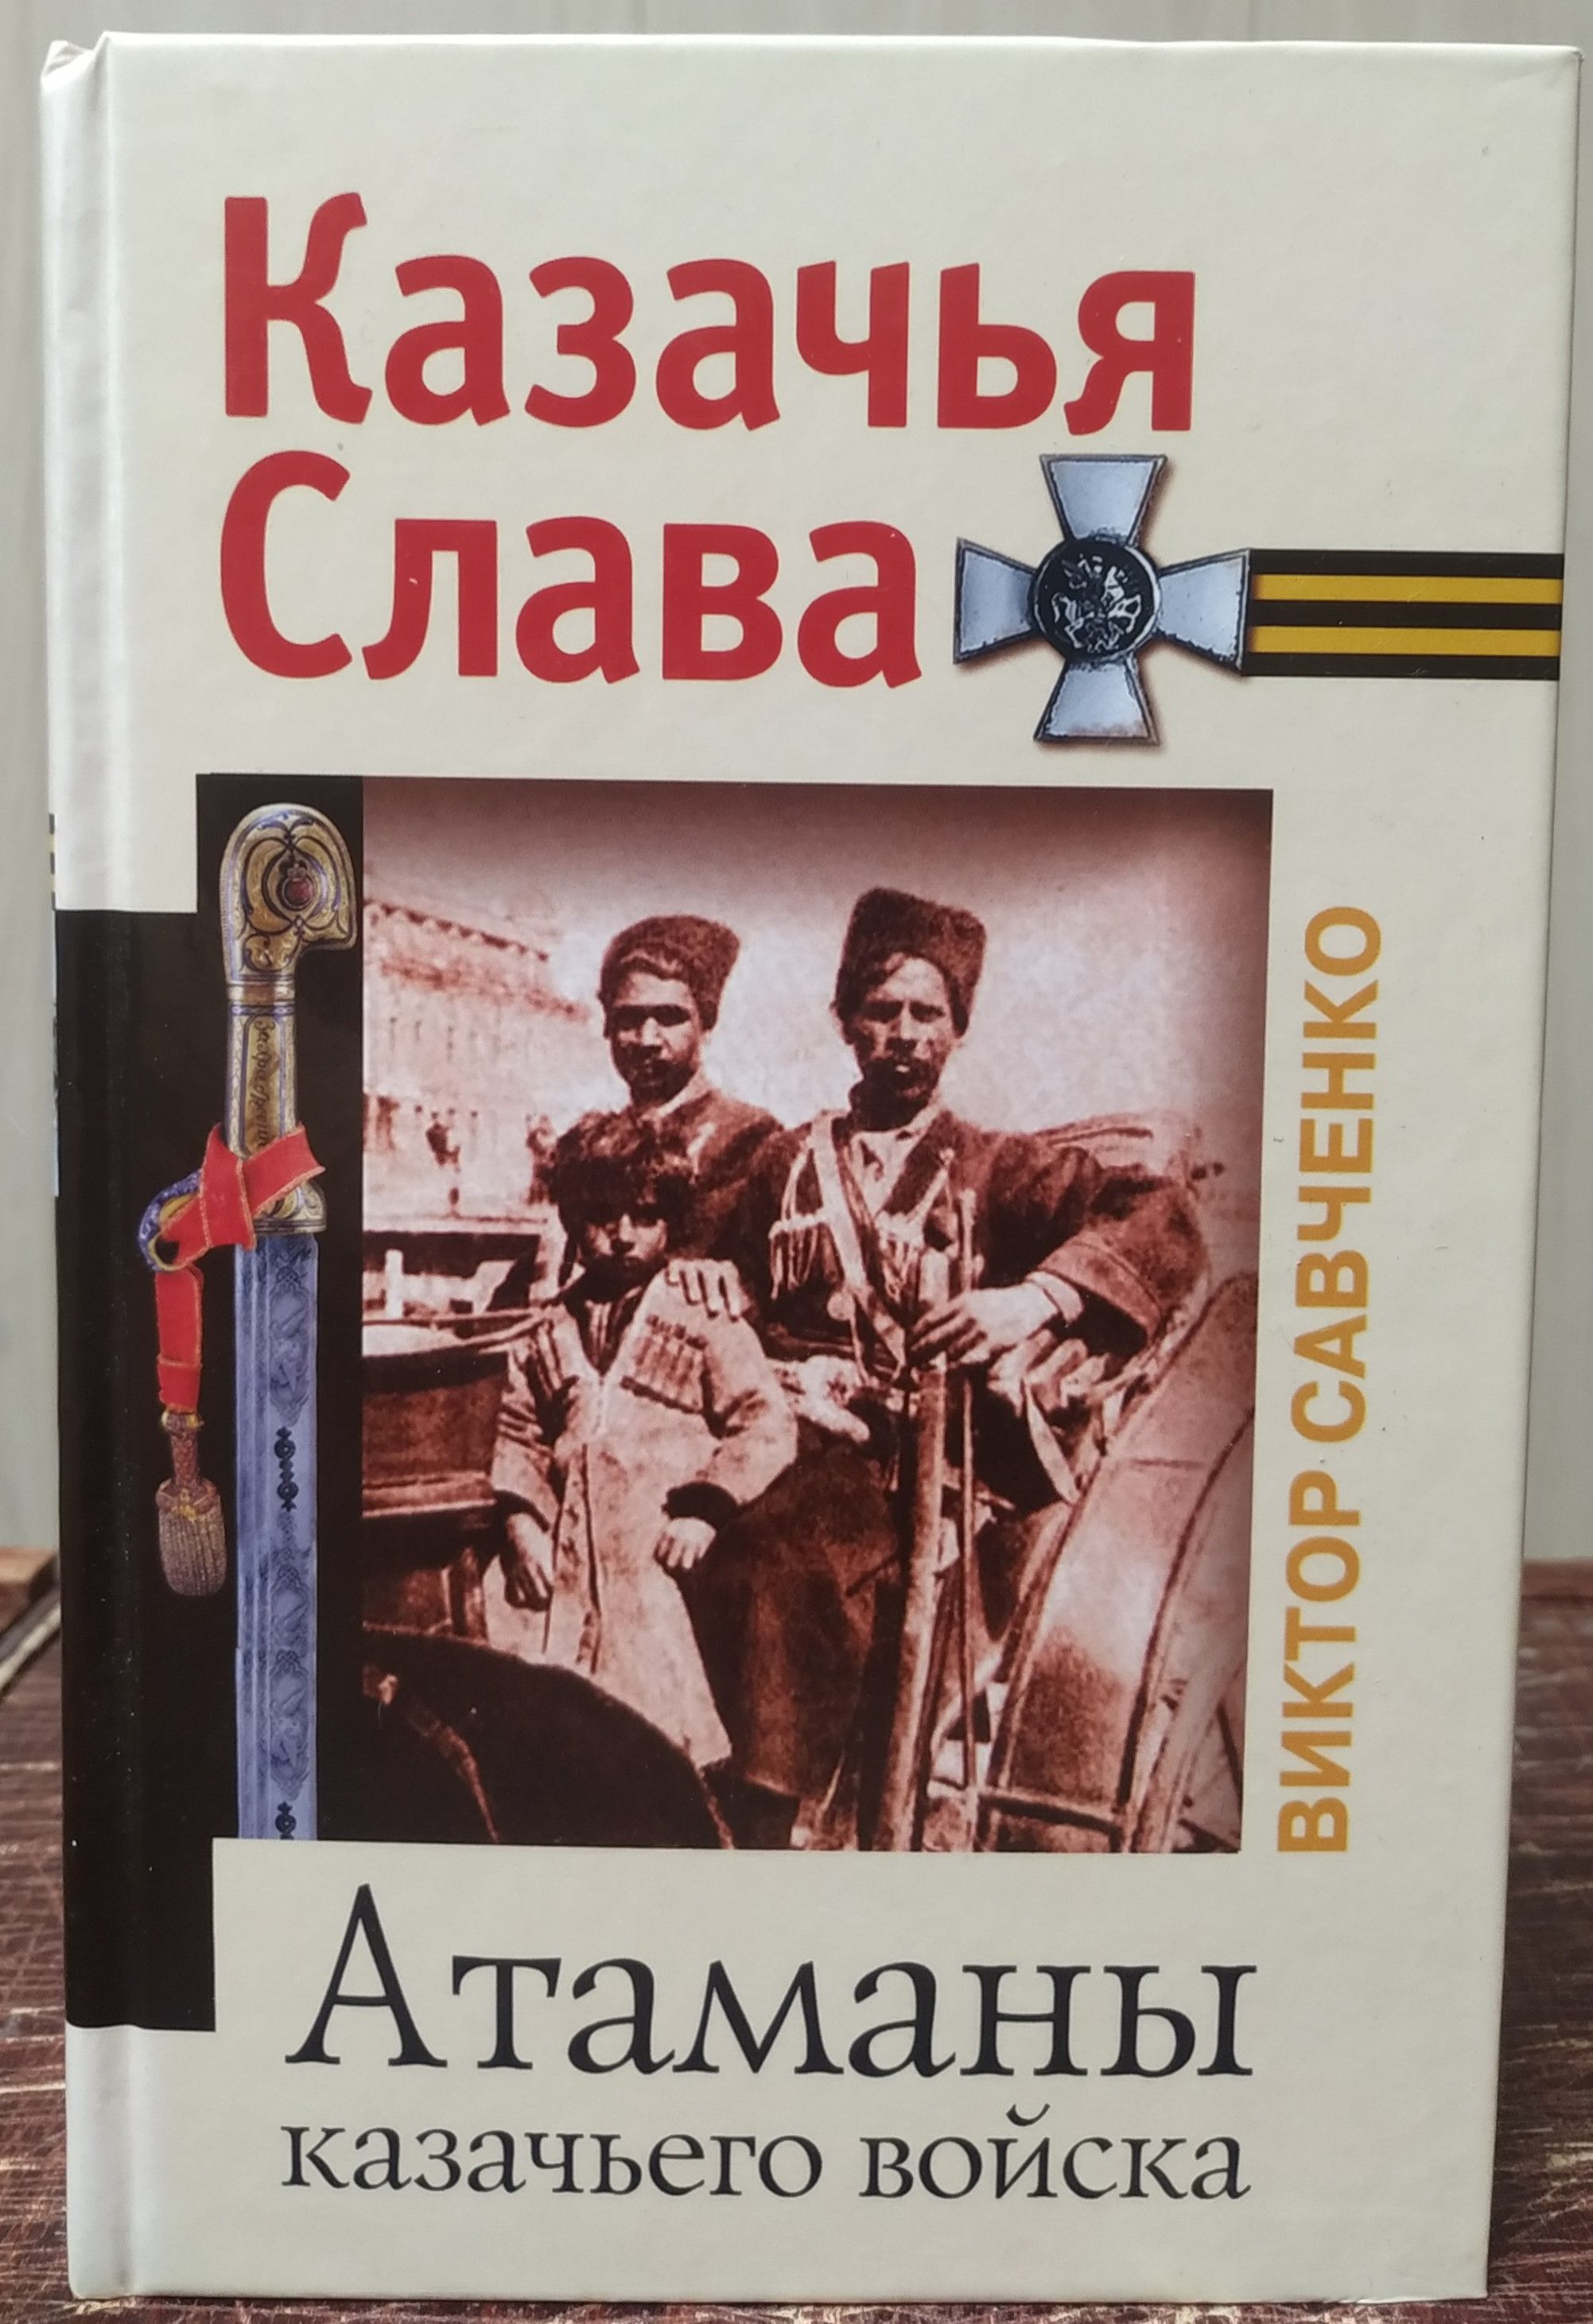 Казачья
Слава
ВИКТОР САВЧЕНКО
Атаманы
казачьего войска